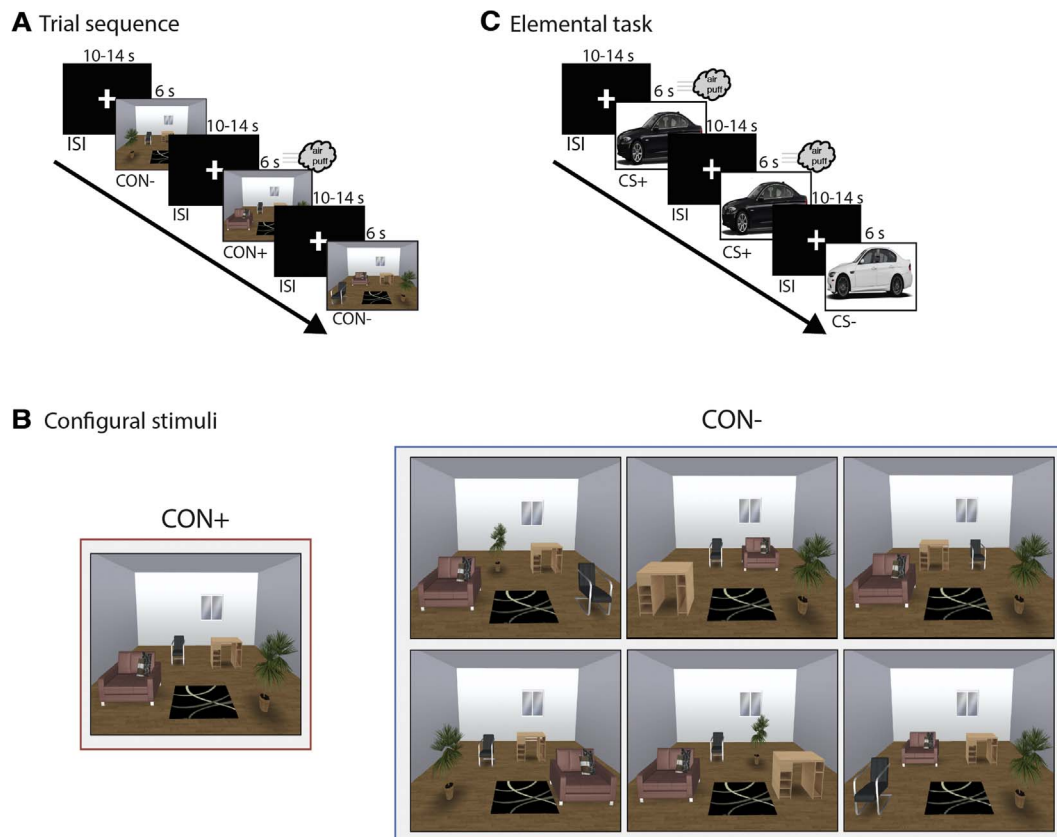 A Trial sequence
10-14 s
6 s
ISI
CON-
10-14 s
6 s
air
puff
ISI
CON+
10-14 s
6 s
ISI
CON-
C Elemental task
10-14 s
6 s
air
puff
ISI
CS+
10-14 s
6 s
air
puff
ISI
CS+
10-14 s
6 s
ISI
CS-
B Configural stimuli
CON+
CON-